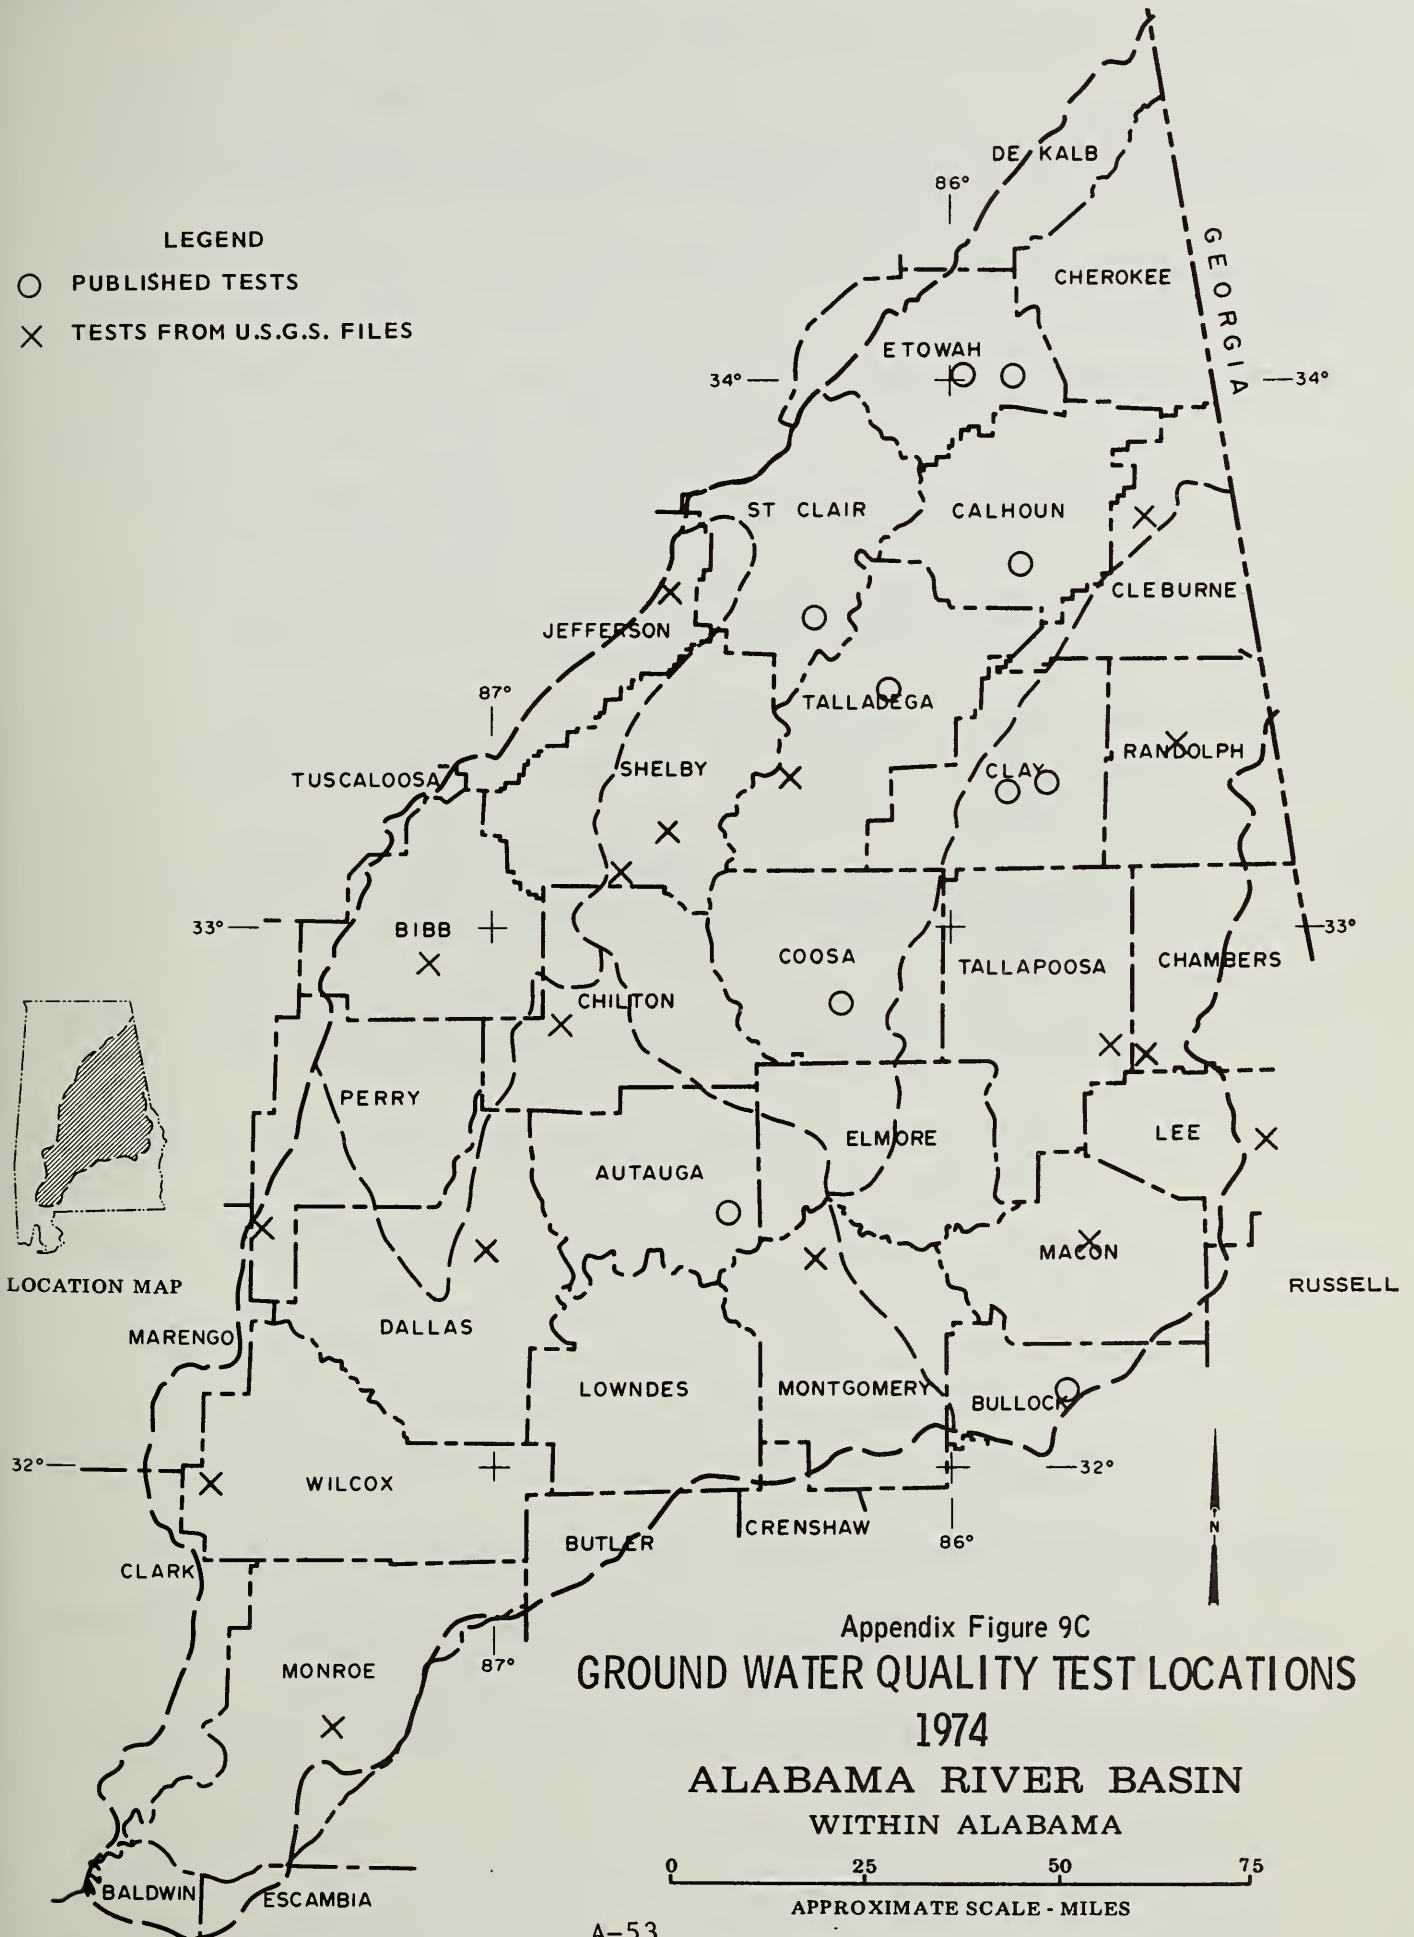 DE KALB
86°
LEGEND
PUBLISHED TESTS
TESTS FROM U.S.G.S. FILES
GEORGIA
CHEROKEE
ETOWAH
34°
34°
ST CLAIR
CALHOUN
CLEBURNE
JEFFERSON
87°
TALLADEGA
RANDOLPH
SHELBY
CLAY
TUSCALOOSA
33°
BIBB
33°
COOSA
TALLAPOOSA
CHAMBERS
CHILTON
PERRY
LEE
ELMORE
AUTAUGA
MACON
LOCATION MAP
RUSSELL
MARENGO
DALLAS
LOWNDES
MONTGOMERY
BULLOCK
32°
32°
WILCOX
CRENSHAW
BUTLER
86°
N
CLARK
87°
MONROE
Appendix Figure 9C
GROUND WATER QUALITY TEST LOCATIONS
1974
ALABAMA RIVER BASIN
WITHIN ALABAMA
0 25 50 75
APPROXIMATE SCALE - MILES
BALDWIN
ESCAMBIA
A-53